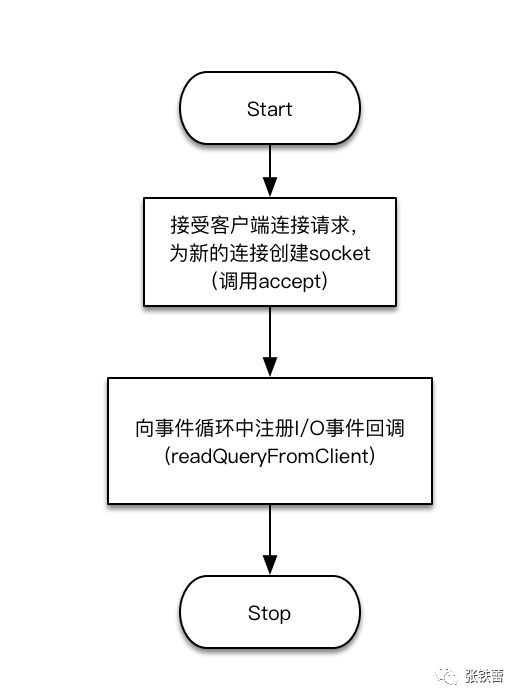 Start
接受客户端连接请求，
为新的连接创建socket
（调用accept）
向事件循环中注册I/O事件回调
（readQueryFromClient）
Stop
张铁蕾